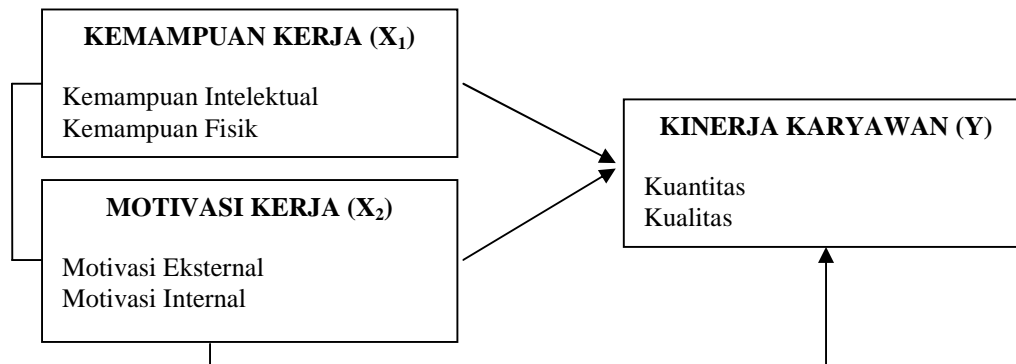 KEMAMPUAN KERJA (X₁)
Kemampuan Intelektual
Kemampuan Fisik
MOTIVASI KERJA (X₂)
Motivasi Eksternal
Motivasi Internal
KINERJA KARYAWAN (Y)
Kuantitas
Kualitas